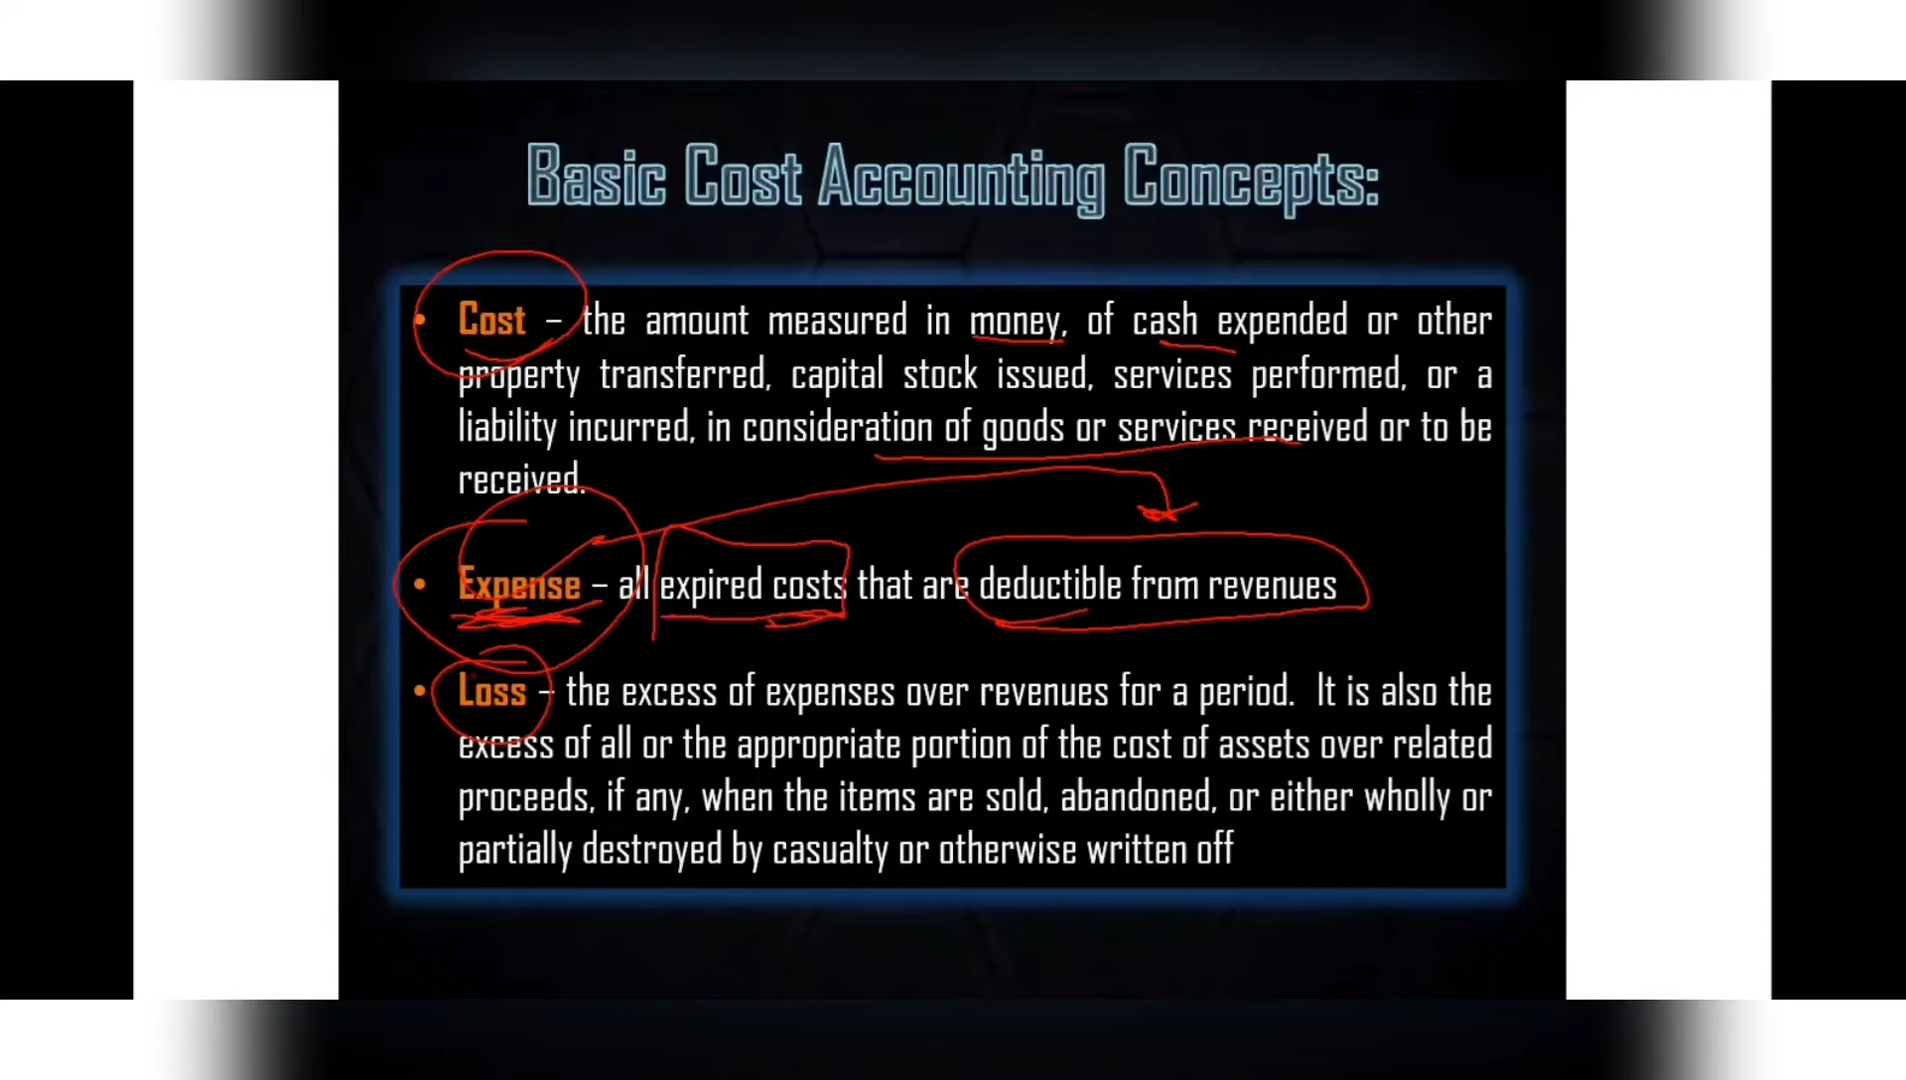 Basic Cost Accounting Concepts:
• Cost – the amount measured in money, of cash expended or other
property transferred, capital stock issued, services performed, or a
liability incurred, in consideration of goods or services received or to be
received.
• Expense – all expired costs that are deductible from revenues
• Loss – the excess of expenses over revenues for a period. It is also the
excess of all or the appropriate portion of the cost of assets over related
proceeds, if any, when the items are sold, abandoned, or either wholly or
partially destroyed by casualty or otherwise written off